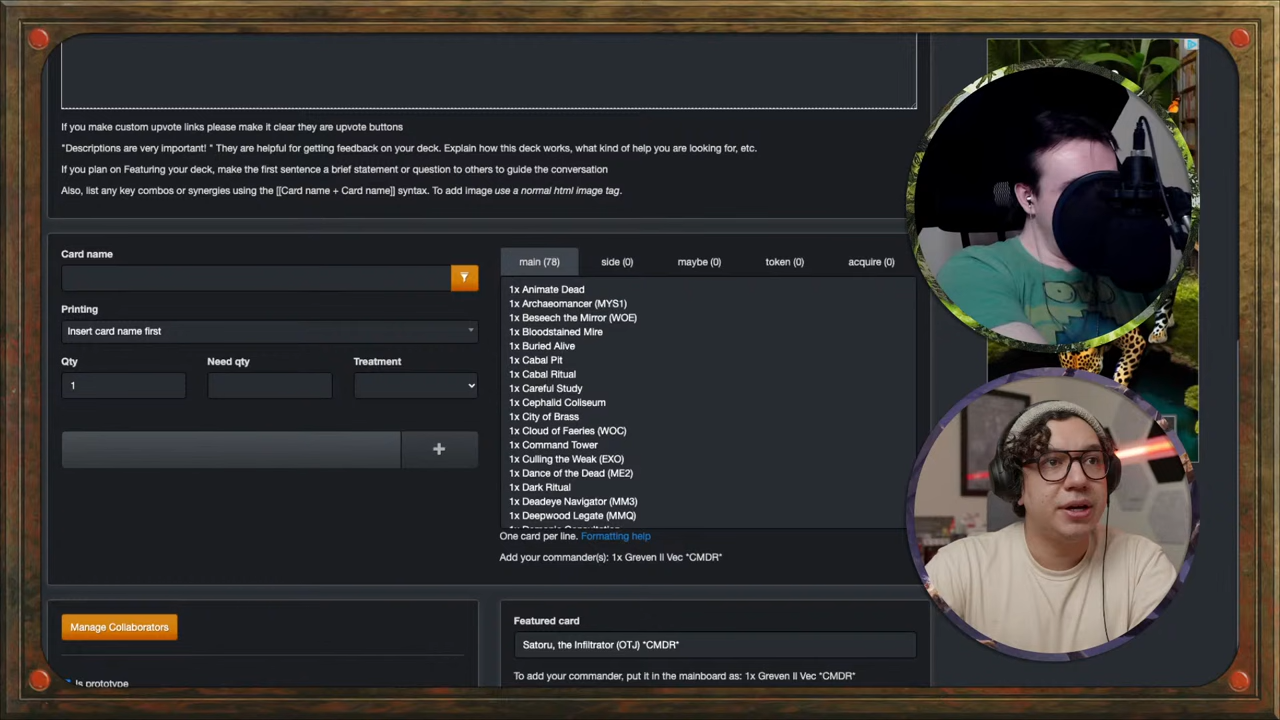 If you make custom upvote links please make it clear they are upvote buttons
"Descriptions are very important! " They are helpful for getting feedback on your deck. Explain how this deck works, what kind of help you are looking for, etc.
If you plan on Featuring your deck, make the first sentence a brief statement or question to others to guide the conversation
Also, list any key combos or synergies using the [[Card name + Card name]] syntax. To add image use a normal html image tag.
Card name
Printing
Insert card name first
Qty
Need qty
Treatment
1
+
main (78)
side (0)
maybe (0)
token (0)
acquire (0)
1x Animate Dead
1x Archaeomancer (MYS1)
1x Beseech the Mirror (WOE)
1x Bloodstained Mire
1x Buried Alive
1x Cabal Pit
1x Cabal Ritual
1x Careful Study
1x Cephalid Coliseum
1x City of Brass
1x Cloud of Faeries (WOC)
1x Command Tower
1x Culling the Weak (EXO)
1x Dance of the Dead (ME2)
1x Dark Ritual
1x Deadeye Navigator (MM3)
1x Deepwood Legate (MMQ)
1x Demonic Consultation
One card per line. Formatting help
Add your commander(s): 1x Greven Il Vec *CMDR*
Manage Collaborators
Is prototype
Featured card
Satoru, the Infiltrator (OTJ) *CMDR*
To add your commander, put it in the mainboard as: 1x Greven Il Vec *CMDR*